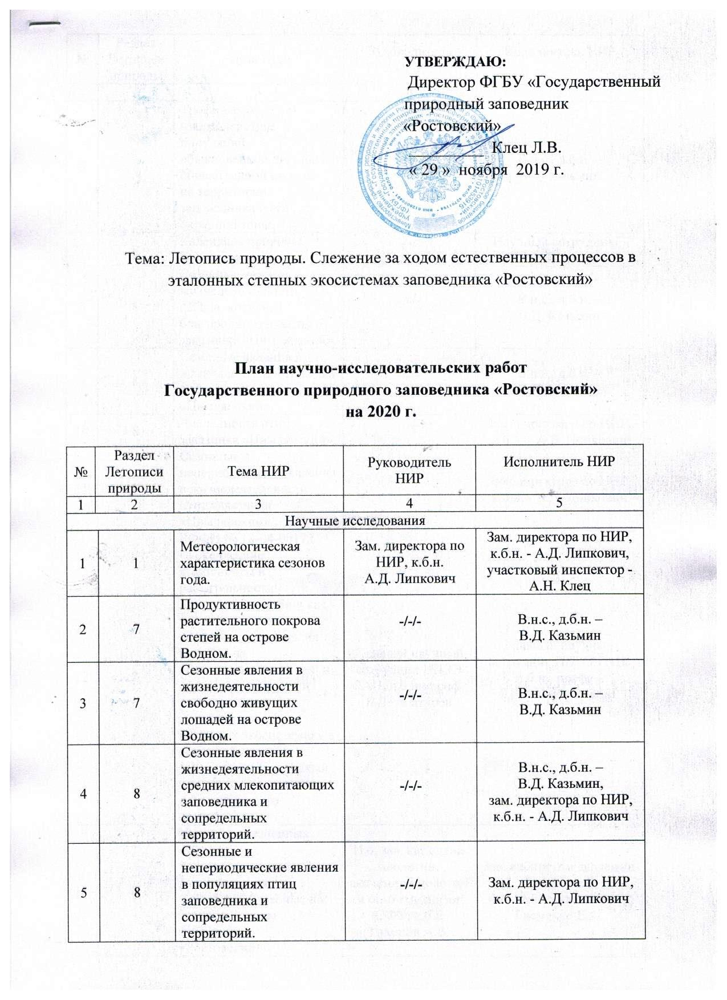 УТВЕРЖДАЮ:
Директор ФГБУ «Государственный
природный заповедник
«Ростовский»
__________ Клец Л.В.
« 29 » ноября 2019 г.
Тема: Летопись природы. Слежение за ходом естественных процессов в
эталонных степных экосистемах заповедника «Ростовский»
План научно-исследовательских работ
Государственного природного заповедника «Ростовский»
на 2020 г.
№
Раздел
Летописи
природы
Тема НИР
Руководитель
НИР
Исполнитель НИР
1 2 3 4 5
Научные исследования
1
1
Метеорологическая
характеристика сезонов
года.
Зам. директора по
НИР, к.б.н.
А.Д. Липкович
Зам. директора по НИР,
к.б.н. - А.Д. Липкович,
участковый инспектор -
А.Н. Клец
2
7
Продуктивность
растительного покрова
степей на острове
Водном.
-/-/-
В.н.с., д.б.н. –
В.Д. Казьмин
3
7
Сезонные явления в
жизнедеятельности
свободно живущих
лошадей на острове
Водном.
-/-/-
В.н.с., д.б.н. –
В.Д. Казьмин
4
8
Сезонные явления в
жизнедеятельности
средних млекопитающих
заповедника и
сопредельных
территорий.
-/-/-
В.н.с., д.б.н. –
В.Д. Казьмин,
зам. директора по НИР,
к.б.н. - А.Д. Липкович
5
8
Сезонные и
непериодические явления
в популяциях птиц
заповедника и
сопредельных
территорий.
-/-/-
Зам. директора по НИР,
к.б.н. - А.Д. Липкович